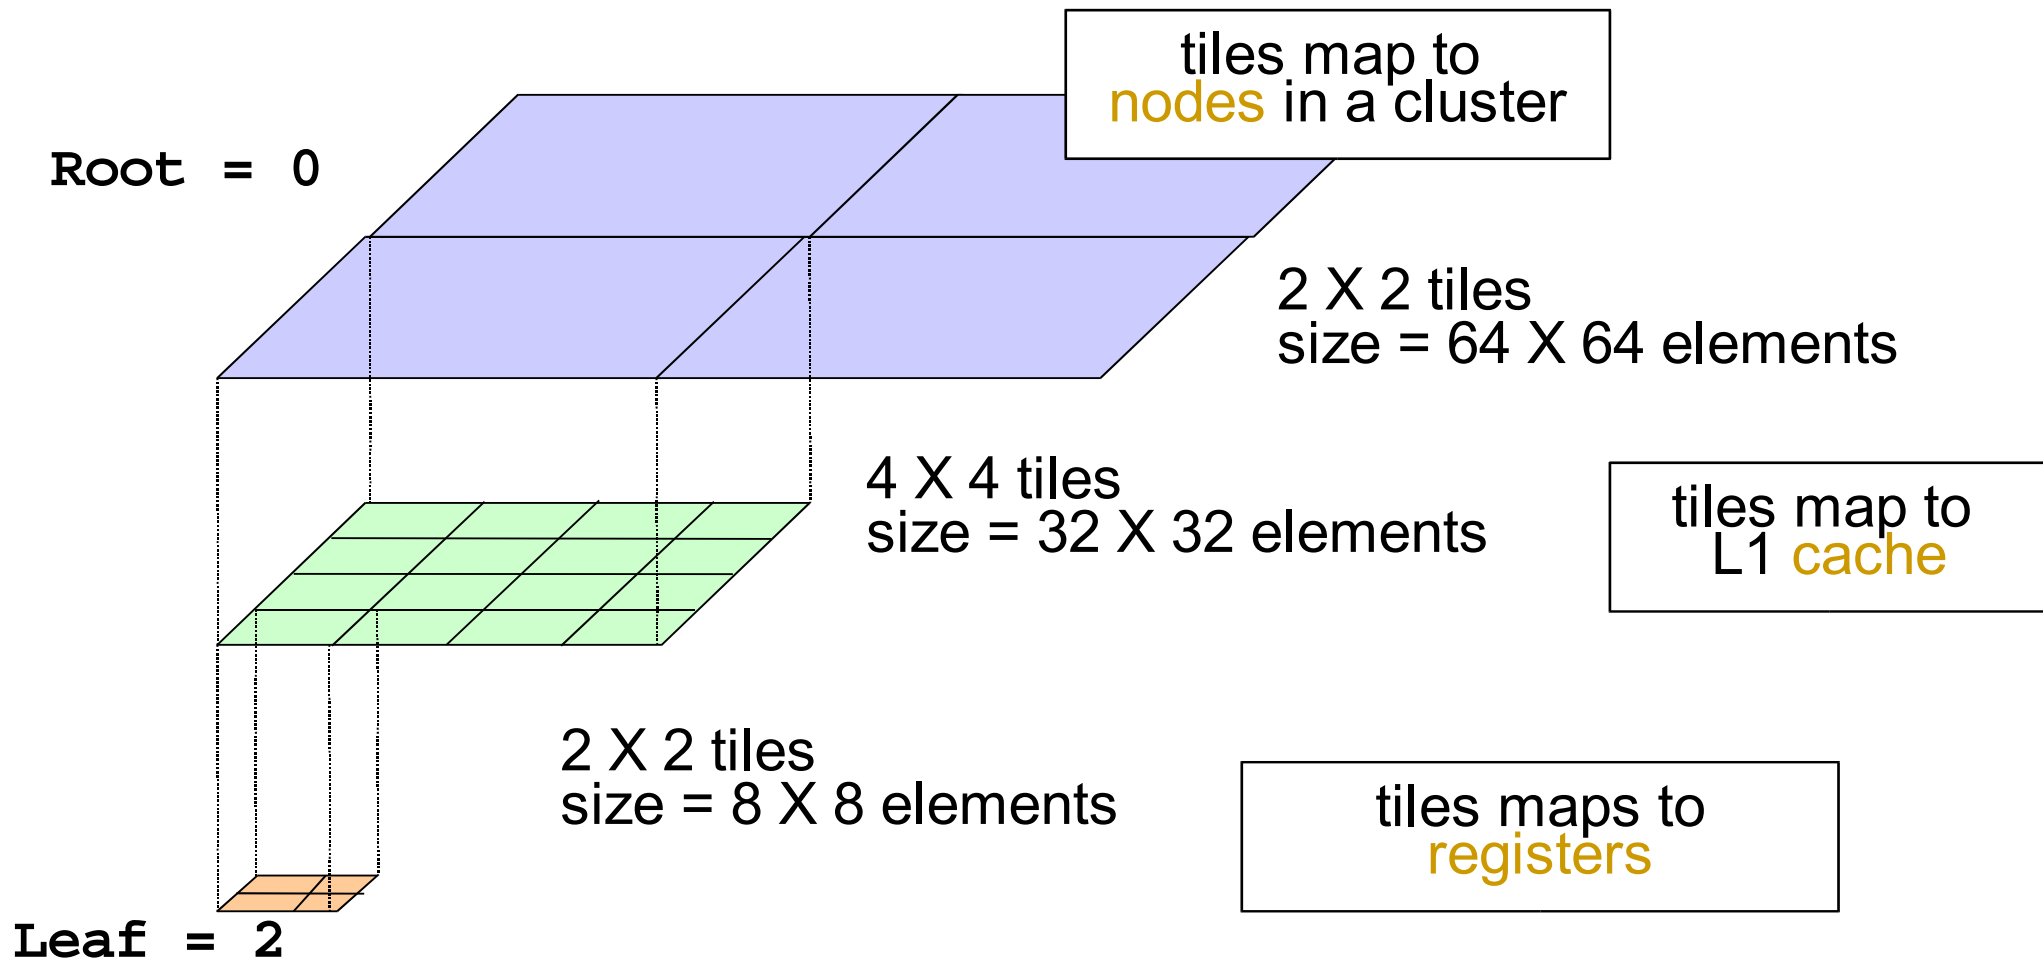 tiles map to
nodes in a cluster
Root = 0
2 X 2 tiles
size = 64 X 64 elements
4 X 4 tiles
size = 32 X 32 elements
tiles map to
L1 cache
2 X 2 tiles
size = 8 X 8 elements
tiles maps to
registers
Leaf = 2